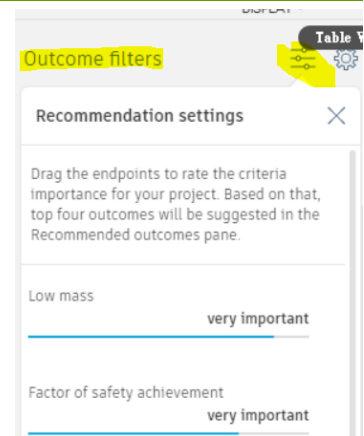 DISPLAY
Table
Outcome filters
Recommendation settings
Drag the endpoints to rate the criteria
importance for your project. Based on that,
top four outcomes will be suggested in the
Recommended outcomes pane.
Low mass
very important
Factor of safety achievement
very important